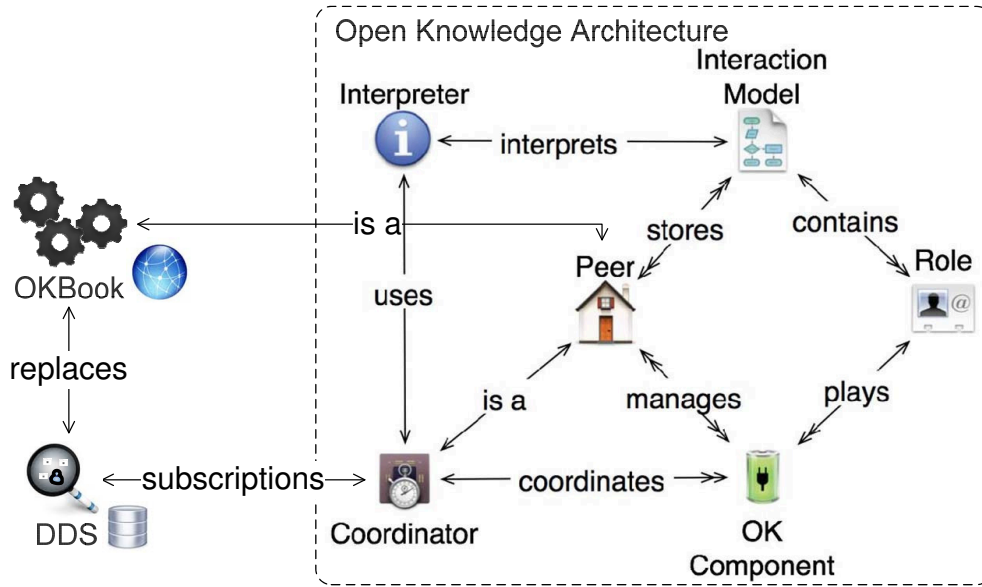 Open Knowledge Architecture
Interaction
Model
Interpreter
interprets
is a
stores
contains
Peer
Role
@
OKBook
uses
replaces
is a
manages
plays
subscriptions
coordinates
DDS
Coordinator
OK
Component